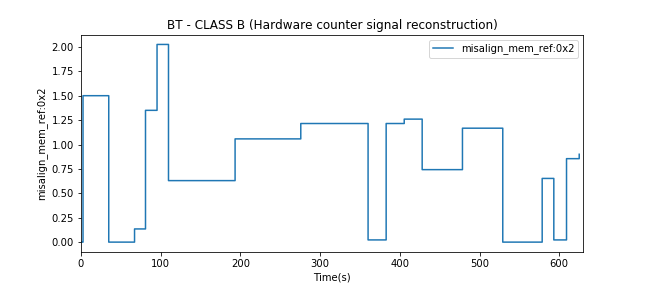 BT - CLASS B (Hardware counter signal reconstruction)
misalign_mem_ref:0x2
misalign_mem_ref:0x2
2.00
1.75
1.50
1.25
1.00
0.75
0.50
0.25
0.00
0 100 200 300 400 500 600
Time(s)